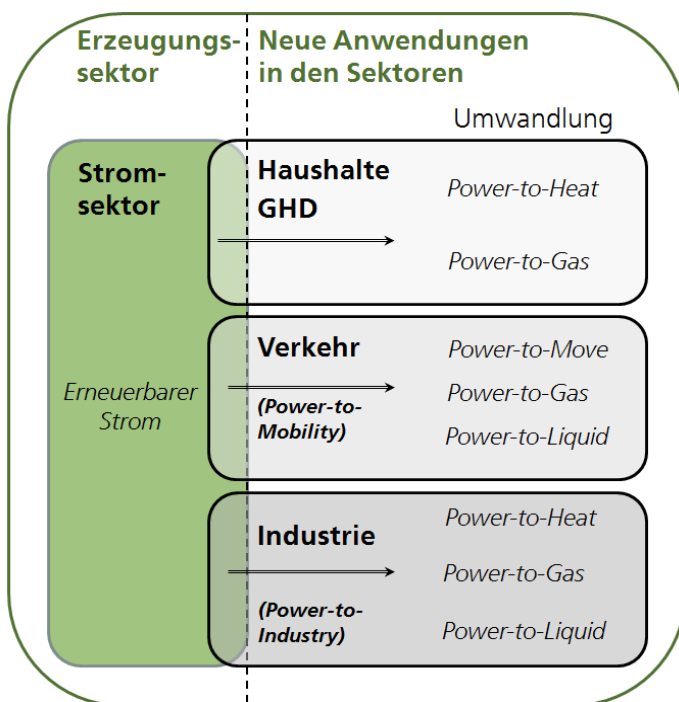 Erzeugungs-
sektor
Neue Anwendungen
in den Sektoren
Umwandlung
Strom-
sektor
Erneuerbarer
Strom
Haushalte
GHD
Power-to-Heat
Power-to-Gas
Verkehr
(Power-to-
Mobility)
Power-to-Move
Power-to-Gas
Power-to-Liquid
Industrie
(Power-to-
Industry)
Power-to-Heat
Power-to-Gas
Power-to-Liquid